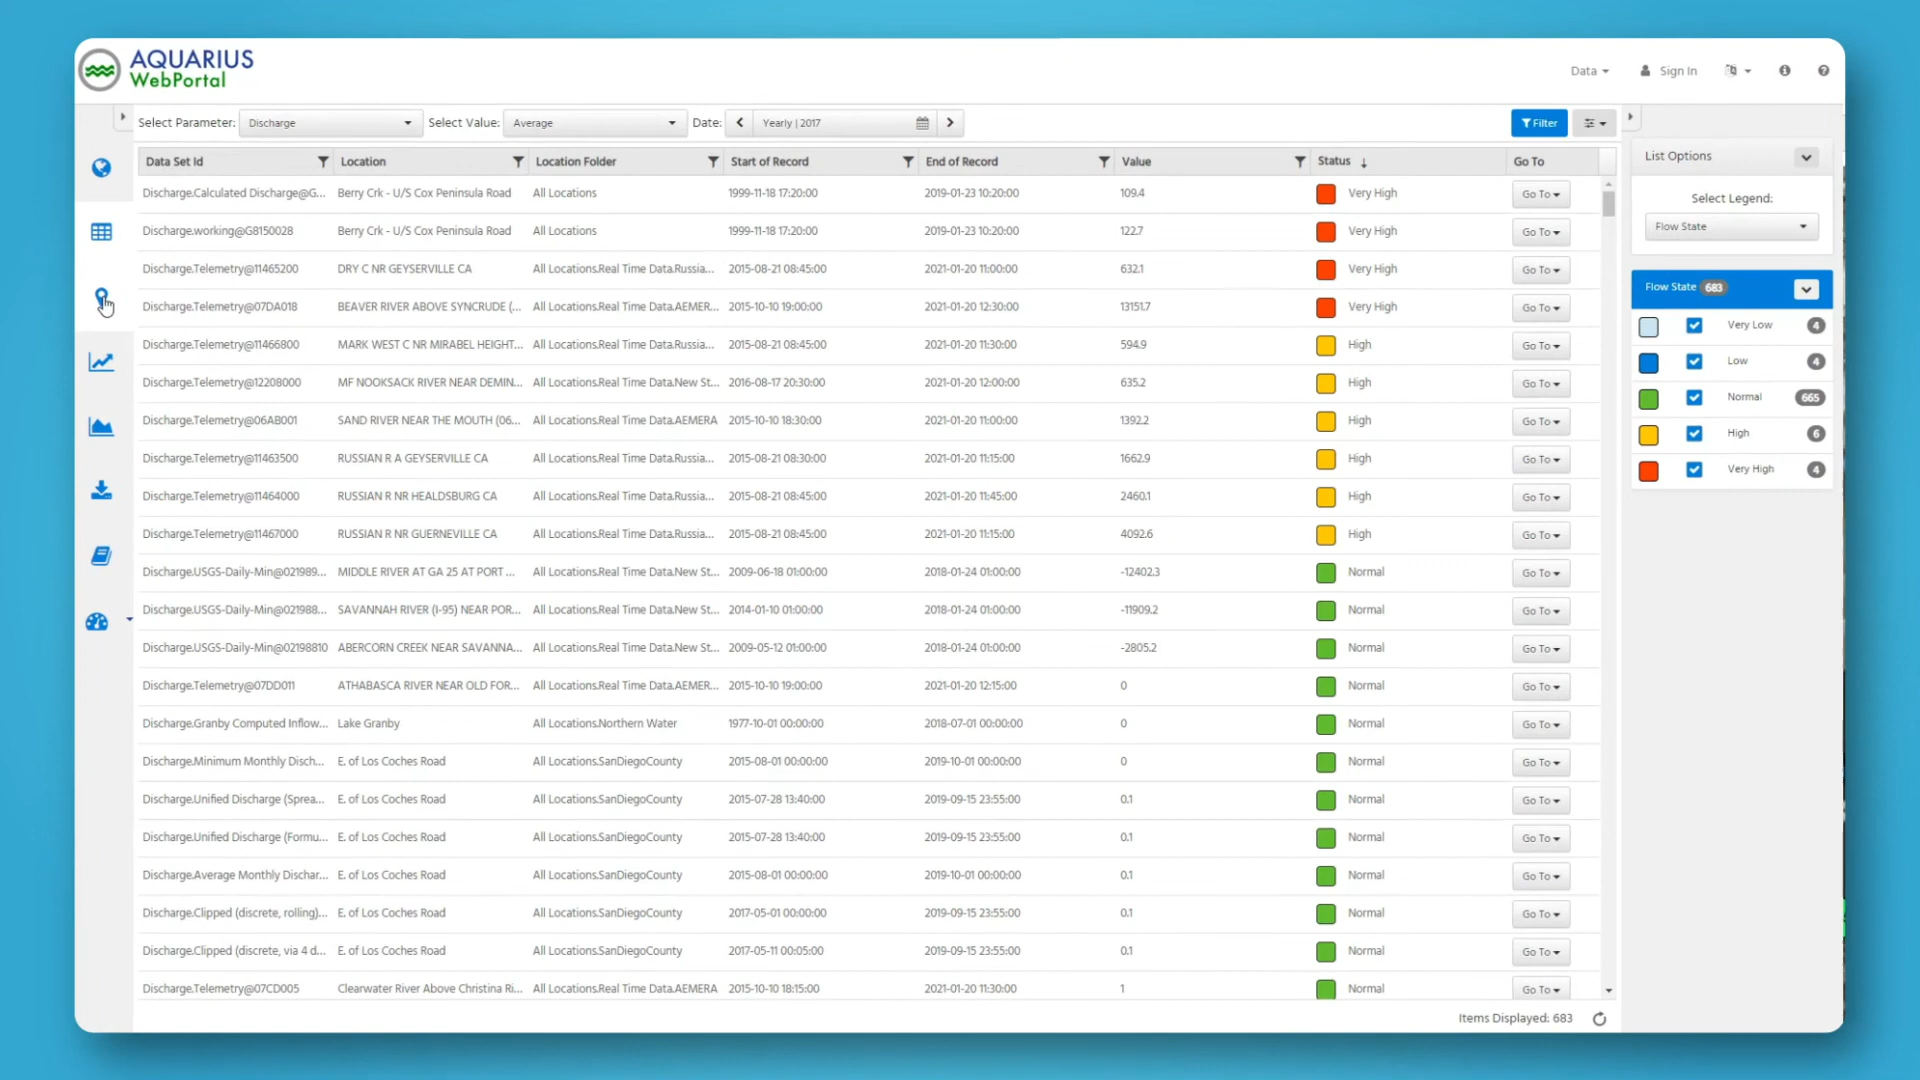 AQUARIUS
WebPortal
Data
Sign In
Select Parameter: Discharge Select Value: Average Date: Yearly | 2017 Filter
Data Set Id Location Location Folder Start of Record End of Record Value Status Go To
Discharge.Calculated Discharge@G... Berry Crk - U/S Cox Peninsula Road All Locations 1999-11-18 17:20:00 2019-01-23 10:20:00 109.4 Very High Go To
Discharge.working@G8150028 Berry Crk - U/S Cox Peninsula Road All Locations 1999-11-18 17:20:00 2019-01-23 10:20:00 122.7 Very High Go To
Discharge.Telemetry@11465200 DRY C NR GEYSERVILLE CA All Locations.Real Time Data.Russia... 2015-08-21 08:45:00 2021-01-20 11:00:00 632.1 Very High Go To
Discharge.Telemetry@07DA018 BEAVER RIVER ABOVE SYNCRUDE (... All Locations.Real Time Data.AEMER... 2015-10-10 19:00:00 2021-01-20 12:30:00 13151.7 Very High Go To
Discharge.Telemetry@11466800 MARK WEST C NR MIRABEL HEIGHT... All Locations.Real Time Data.Russia... 2015-08-21 08:45:00 2021-01-20 11:30:00 594.9 High Go To
Discharge.Telemetry@12208000 MF NOOKSACK RIVER NEAR DEMIN... All Locations.Real Time Data.New St... 2016-08-17 20:30:00 2021-01-20 12:00:00 635.2 High Go To
Discharge.Telemetry@06AB001 SAND RIVER NEAR THE MOUTH (06... All Locations.Real Time Data.AEMERA 2015-10-10 18:30:00 2021-01-20 11:00:00 1392.2 High Go To
Discharge.Telemetry@11463500 RUSSIAN R A GEYSERVILLE CA All Locations.Real Time Data.Russia... 2015-08-21 08:30:00 2021-01-20 11:15:00 1662.9 High Go To
Discharge.Telemetry@11464000 RUSSIAN R NR HEALDSBURG CA All Locations.Real Time Data.Russia... 2015-08-21 08:45:00 2021-01-20 11:45:00 2460.1 High Go To
Discharge.Telemetry@11467000 RUSSIAN R NR GUERNEVILLE CA All Locations.Real Time Data.Russia... 2015-08-21 08:45:00 2021-01-20 11:15:00 4092.6 High Go To
Discharge.USGS-Daily-Min@021989... MIDDLE RIVER AT GA 25 AT PORT ... All Locations.Real Time Data.New St... 2009-06-18 01:00:00 2018-01-24 01:00:00 -12402.3 Normal Go To
Discharge.USGS-Daily-Min@021988... SAVANNAH RIVER (I-95) NEAR POR... All Locations.Real Time Data.New St... 2014-01-10 01:00:00 2018-01-24 01:00:00 -11909.2 Normal Go To
Discharge.USGS-Daily-Min@02198810 ABERCORN CREEK NEAR SAVANNA... All Locations.Real Time Data.New St... 2009-05-12 01:00:00 2018-01-24 01:00:00 -2805.2 Normal Go To
Discharge.Telemetry@07DD011 ATHABASCA RIVER NEAR OLD FOR... All Locations.Real Time Data.AEMER... 2015-10-10 19:00:00 2021-01-20 12:15:00 0 Normal Go To
Discharge.Granby Computed Inflow... Lake Granby All Locations.Northern Water 1977-10-01 00:00:00 2018-07-01 00:00:00 0 Normal Go To
Discharge.Minimum Monthly Disch... E. of Los Coches Road All Locations.SanDiegoCounty 2015-08-01 00:00:00 2019-10-01 00:00:00 0 Normal Go To
Discharge.Unified Discharge (Sprea... E. of Los Coches Road All Locations.SanDiegoCounty 2015-07-28 13:40:00 2019-09-15 23:55:00 0.1 Normal Go To
Discharge.Unified Discharge (Formu... E. of Los Coches Road All Locations.SanDiegoCounty 2015-07-28 13:40:00 2019-09-15 23:55:00 0.1 Normal Go To
Discharge.Average Monthly Dischar... E. of Los Coches Road All Locations.SanDiegoCounty 2015-08-01 00:00:00 2019-10-01 00:00:00 0.1 Normal Go To
Discharge.Clipped (discrete, rolling)... E. of Los Coches Road All Locations.SanDiegoCounty 2017-05-01 00:00:00 2019-09-15 23:55:00 0.1 Normal Go To
Discharge.Clipped (discrete, via 4 d... E. of Los Coches Road All Locations.SanDiegoCounty 2017-05-11 00:05:00 2019-09-15 23:55:00 0.1 Normal Go To
Discharge.Telemetry@07CD005 Clearwater River Above Christina Ri... All Locations.Real Time Data.AEMERA 2015-10-10 18:15:00 2021-01-20 11:30:00 1 Normal Go To
Items Displayed: 683
List Options
Select Legend:
Flow State
Flow State 683
Very Low 4
Low 4
Normal 665
High 6
Very High 4